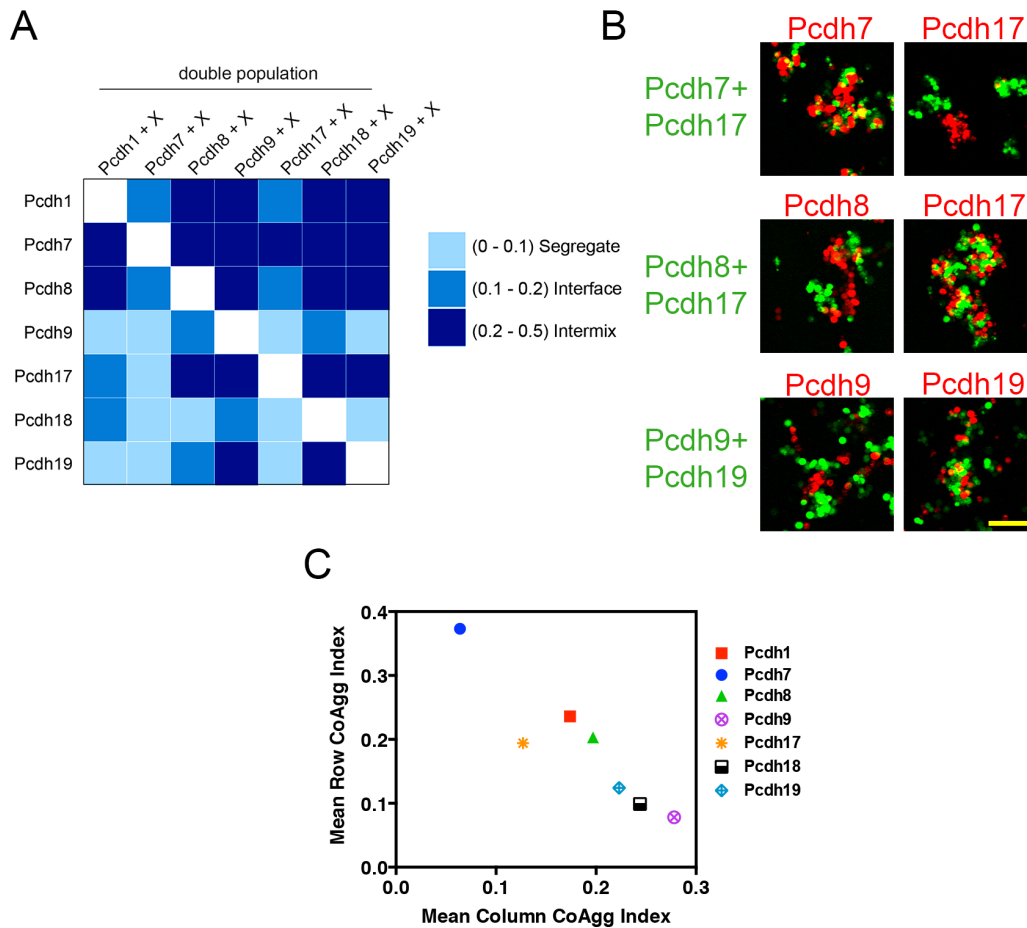 A
double population
Pcdh1 + X
Pcdh7 + X
Pcdh8 + X
Pcdh9 + X
Pcdh17 + X
Pcdh18 + X
Pcdh19 + X
Pcdh1
Pcdh7
Pcdh8
Pcdh9
Pcdh17
Pcdh18
Pcdh19
(0 - 0.1) Segregate
(0.1 - 0.2) Interface
(0.2 - 0.5) Intermix
B
Pcdh7 Pcdh17
Pcdh7+
Pcdh17
Pcdh8 Pcdh17
Pcdh8+
Pcdh17
Pcdh9 Pcdh19
Pcdh9+
Pcdh19
C
Mean Row CoAgg Index
0.4
0.3
0.2
0.1
0.0
0.0 0.1 0.2 0.3
Mean Column CoAgg Index
Pcdh1
Pcdh7
Pcdh8
Pcdh9
Pcdh17
Pcdh18
Pcdh19